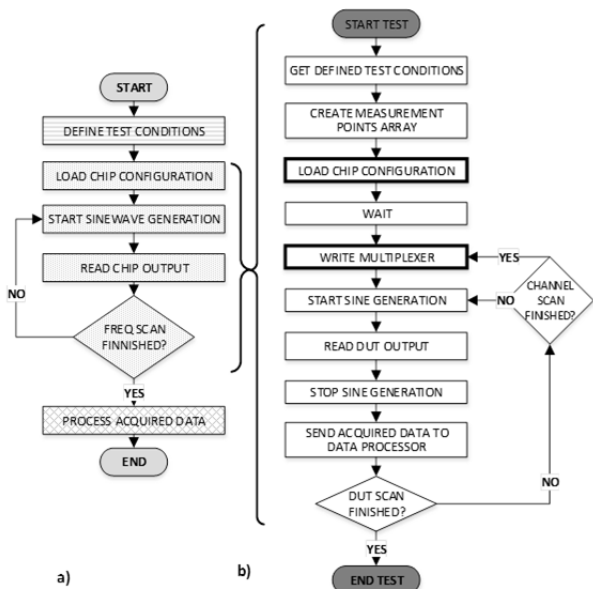 START
DEFINE TEST CONDITIONS
LOAD CHIP CONFIGURATION
START SINEWAVE GENERATION
READ CHIP OUTPUT
NO
FREQ SCAN
FINNISHED?
YES
PROCESS ACQUIRED DATA
END
a)
START TEST
GET DEFINED TEST CONDITIONS
CREATE MEASUREMENT
POINTS ARRAY
LOAD CHIP CONFIGURATION
WAIT
WRITE MULTIPLEXER
YES
CHANNEL
SCAN
FINISHED?
NO
START SINE GENERATION
READ DUT OUTPUT
STOP SINE GENERATION
SEND ACQUIRED DATA TO
DATA PROCESSOR
NO
DUT SCAN
FINISHED?
YES
END TEST
b)